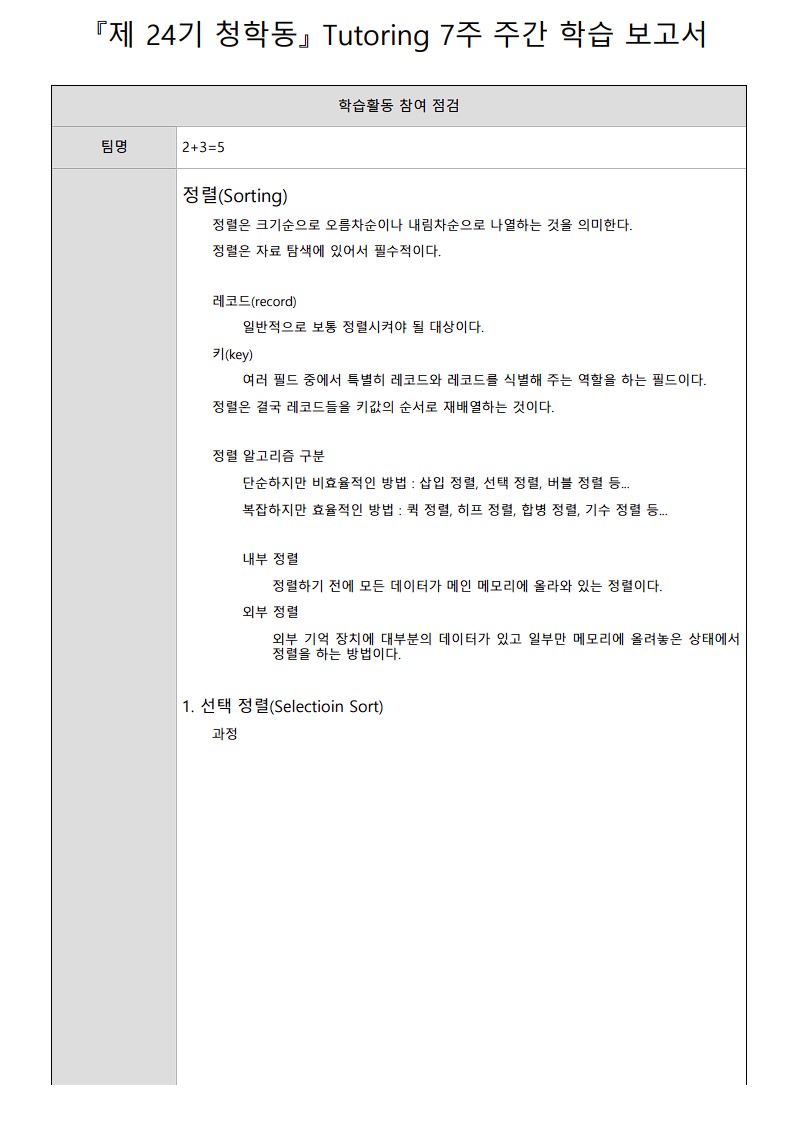 『제 24기 청학동』 Tutoring 7주 주간 학습 보고서
학습활동 참여 점검
팀명
2+3=5
정렬(Sorting)
정렬은 크기순으로 오름차순이나 내림차순으로 나열하는 것을 의미한다.
정렬은 자료 탐색에 있어서 필수적이다.
레코드(record)
일반적으로 보통 정렬시켜야 될 대상이다.
키(key)
여러 필드 중에서 특별히 레코드와 레코드를 식별해 주는 역할을 하는 필드이다.
정렬은 결국 레코드들을 키값의 순서로 재배열하는 것이다.
정렬 알고리즘 구분
단순하지만 비효율적인 방법 : 삽입 정렬, 선택 정렬, 버블 정렬 등...
복잡하지만 효율적인 방법 : 퀵 정렬, 히프 정렬, 합병 정렬, 기수 정렬 등...
내부 정렬
정렬하기 전에 모든 데이터가 메인 메모리에 올라와 있는 정렬이다.
외부 정렬
외부 기억 장치에 대부분의 데이터가 있고 일부만 메모리에 올려놓은 상태에서
정렬을 하는 방법이다.
1. 선택 정렬(Selectioin Sort)
과정